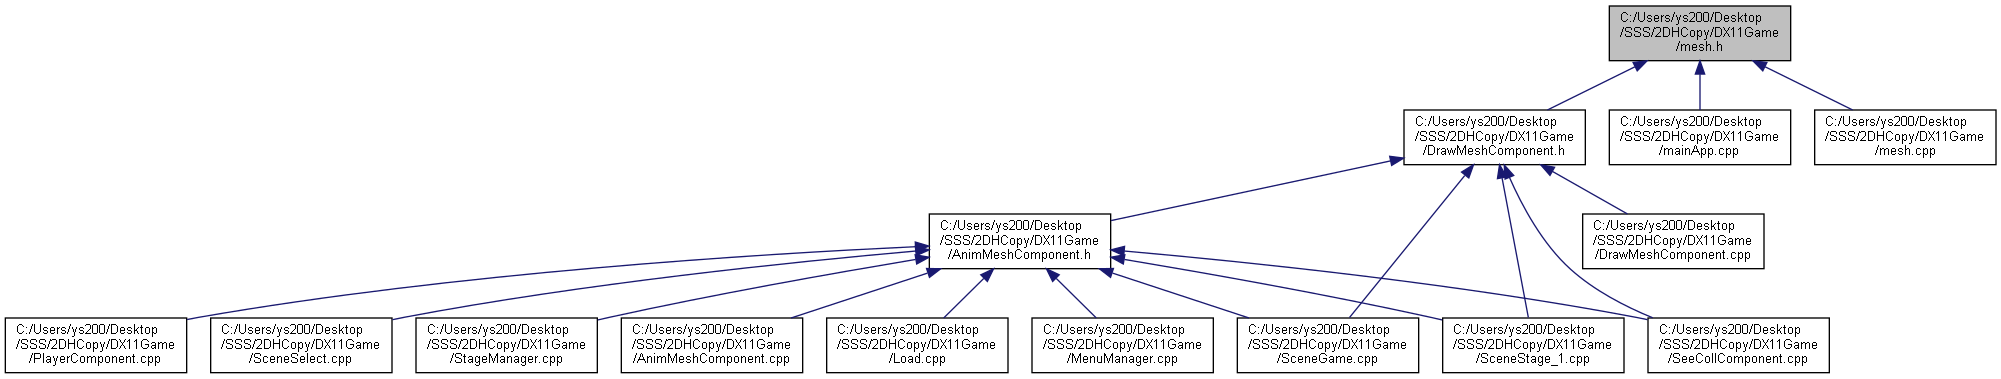 C:/Users/ys200/Desktop
/SSS/2DHCopy/DX11Game
/mesh.h
C:/Users/ys200/Desktop
/SSS/2DHCopy/DX11Game
/DrawMeshComponent.h
C:/Users/ys200/Desktop
/SSS/2DHCopy/DX11Game
/mainApp.cpp
C:/Users/ys200/Desktop
/SSS/2DHCopy/DX11Game
/mesh.cpp
C:/Users/ys200/Desktop
/SSS/2DHCopy/DX11Game
/AnimMeshComponent.h
C:/Users/ys200/Desktop
/SSS/2DHCopy/DX11Game
/DrawMeshComponent.cpp
C:/Users/ys200/Desktop
/SSS/2DHCopy/DX11Game
/PlayerComponent.cpp
C:/Users/ys200/Desktop
/SSS/2DHCopy/DX11Game
/SceneSelect.cpp
C:/Users/ys200/Desktop
/SSS/2DHCopy/DX11Game
/StageManager.cpp
C:/Users/ys200/Desktop
/SSS/2DHCopy/DX11Game
/AnimMeshComponent.cpp
C:/Users/ys200/Desktop
/SSS/2DHCopy/DX11Game
/Load.cpp
C:/Users/ys200/Desktop
/SSS/2DHCopy/DX11Game
/MenuManager.cpp
C:/Users/ys200/Desktop
/SSS/2DHCopy/DX11Game
/SceneGame.cpp
C:/Users/ys200/Desktop
/SSS/2DHCopy/DX11Game
/SceneStage_1.cpp
C:/Users/ys200/Desktop
/SSS/2DHCopy/DX11Game
/SeeCollComponent.cpp